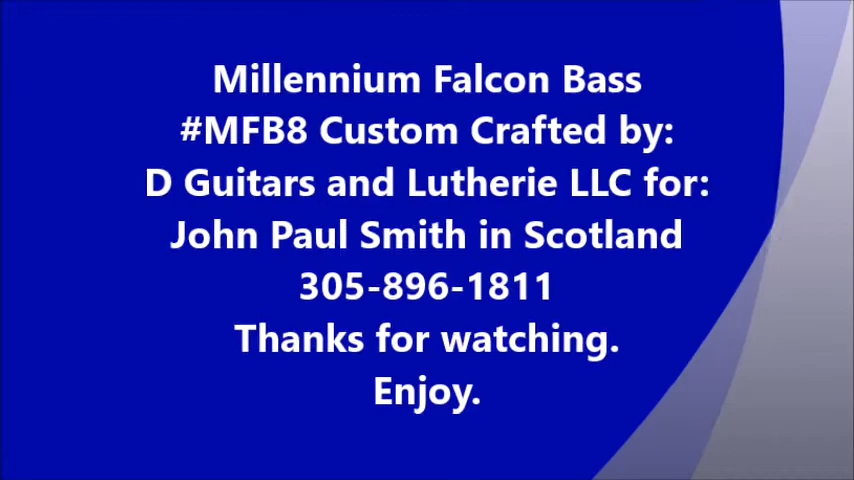 Millennium Falcon Bass
#MFB8 Custom Crafted by:
D Guitars and Lutherie LLC for:
John Paul Smith in Scotland
305-896-1811
Thanks for watching.
Enjoy.